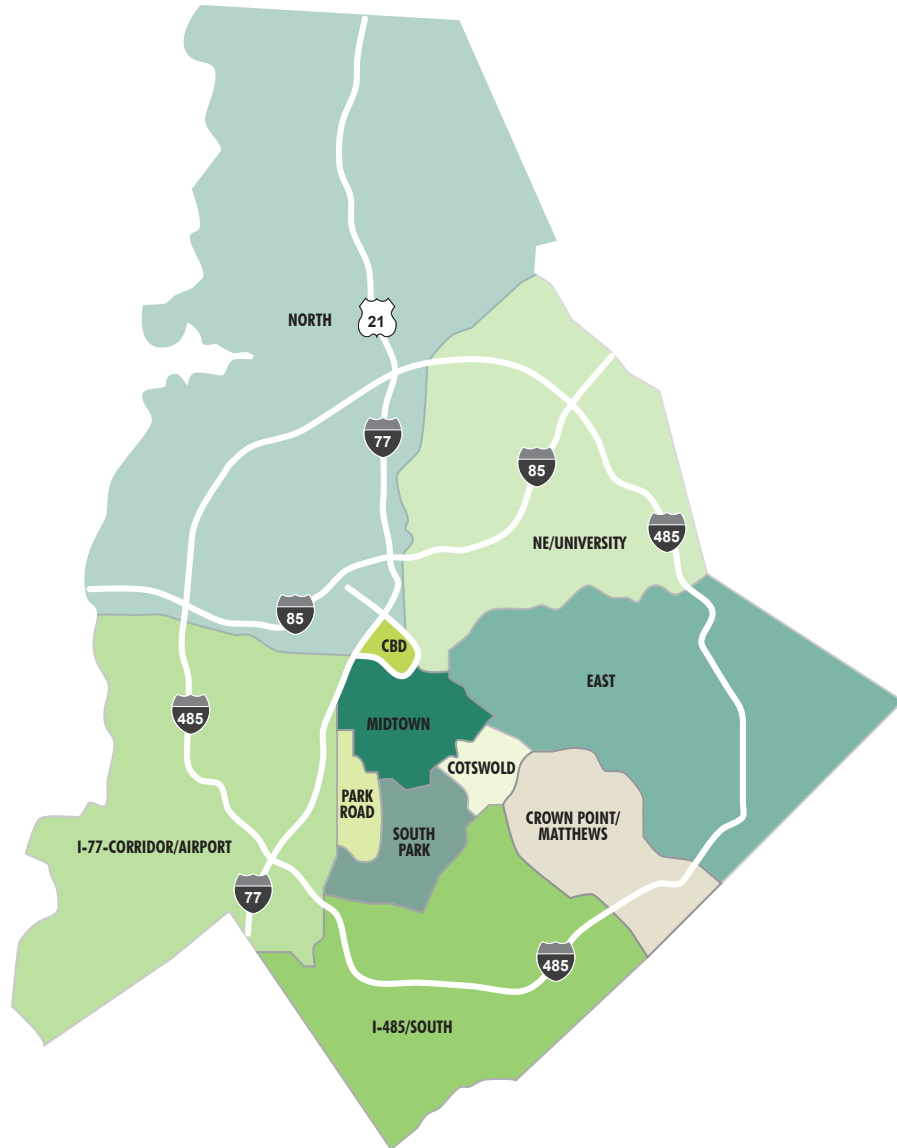 NORTH
21
77
85
NE/UNIVERSITY
485
85
CBD
EAST
485
MIDTOWN
COTSWOLD
PARK
ROAD
CROWN POINT/
MATTHEWS
SOUTH
PARK
I-77-CORRIDOR/AIRPORT
77
485
I-485/SOUTH